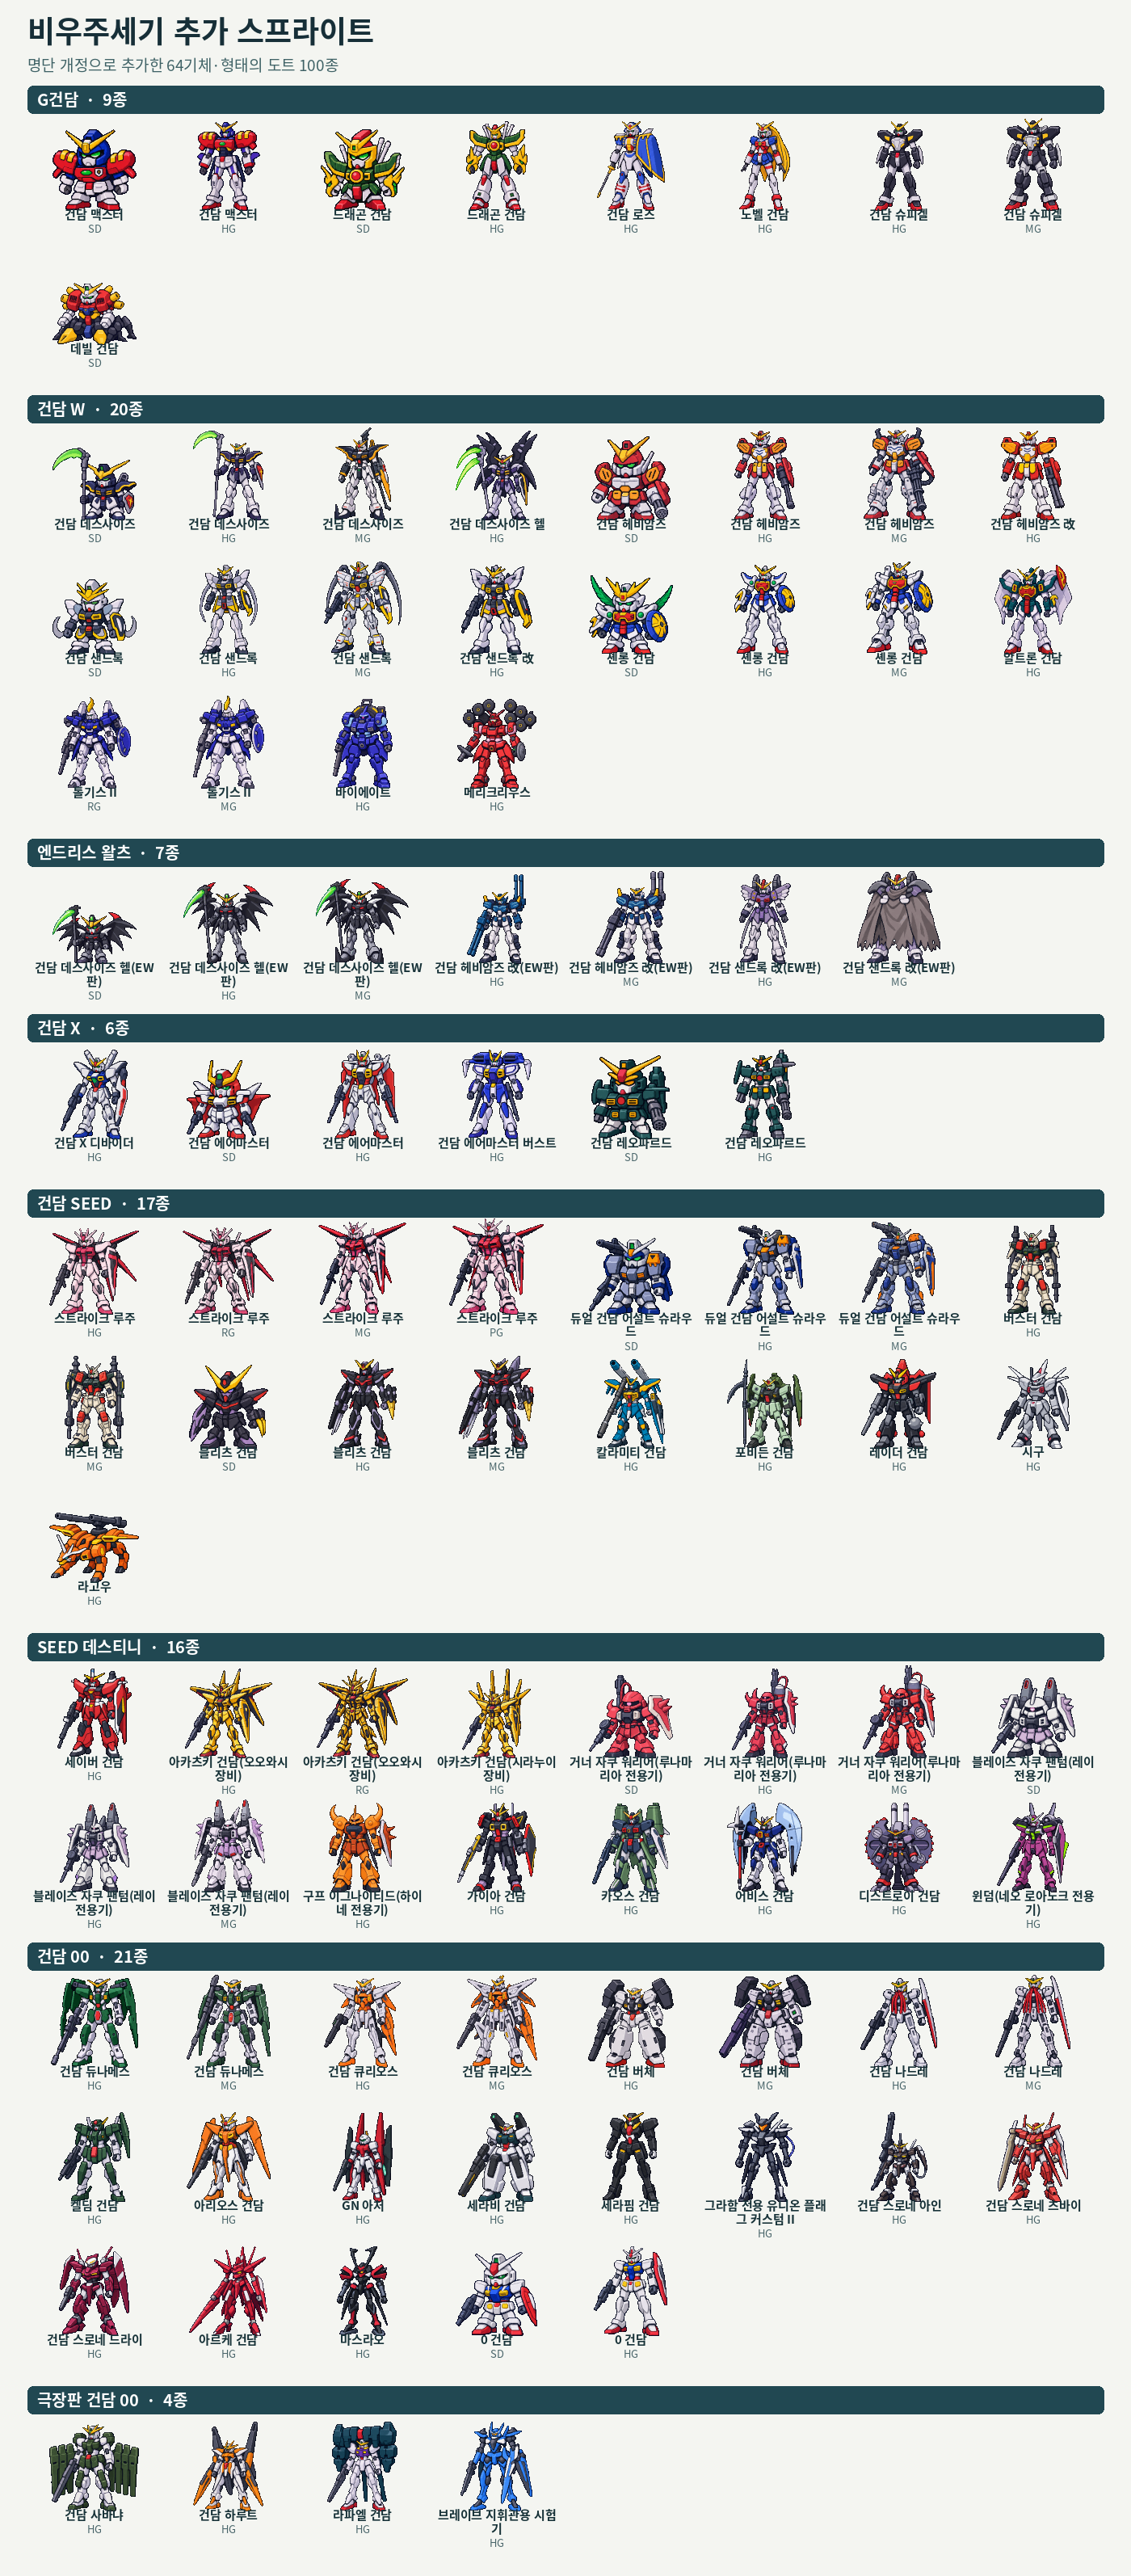 비우주세기 추가 스프라이트
명단 개정으로 추가한 64기체·형태의 도트 100종
G건담 · 9종
건담 맥스터 건담 맥스터 드래곤 건담 드래곤 건담 건담 로즈 노벨 건담 건담 슈피겔 건담 슈피겔
SD HG SD HG HG HG HG MG
데빌 건담
SD
건담 W · 20종
건담 데스사이즈 건담 데스사이즈 건담 데스사이즈 건담 데스사이즈 헬 건담 헤비암즈 건담 헤비암즈 건담 헤비암즈 건담 헤비암즈 改
SD HG MG HG SD HG MG HG
건담 샌드록 건담 샌드록 건담 샌드록 건담 샌드록 改 셴롱 건담 셴롱 건담 셴롱 건담 알트론 건담
SD HG MG HG SD HG MG HG
톨기스 II 톨기스 II 바이에이트 메리크리우스
RG MG HG HG
엔드리스 왈츠 · 7종
건담 데스사이즈 헬(EW 건담 데스사이즈 헬(EW 건담 데스사이즈 헬(EW 건담 헤비암즈 改(EW판) 건담 헤비암즈 改(EW판) 건담 샌드록 改(EW판) 건담 샌드록 改(EW판)
판) 판) 판) HG MG HG MG
SD HG MG
건담 X · 6종
건담 X 디바이더 건담 에어마스터 건담 에어마스터 건담 에어마스터 버스트 건담 레오파르드 건담 레오파르드
HG SD HG HG SD HG
건담 SEED · 17종
스트라이크 루주 스트라이크 루주 스트라이크 루주 스트라이크 루주 듀얼 건담 어설트 슈라우 듀얼 건담 어설트 슈라우 듀얼 건담 어설트 슈라우 버스터 건담
HG RG MG PG 드 드 드 HG
SD HG MG
버스터 건담 블리츠 건담 블리츠 건담 블리츠 건담 칼라미티 건담 포비든 건담 레이더 건담 시구
MG SD HG MG HG HG HG HG
라고우
HG
SEED 데스티니 · 16종
세이버 건담 아카츠키 건담(오오와시 아카츠키 건담(오오와시 아카츠키 건담(시라누이 거너 자쿠 워리어(루나마 거너 자쿠 워리어(루나마 거너 자쿠 워리어(루나마 블레이즈 자쿠 팬텀(레이
HG 장비) 장비) 장비) 리아 전용기) 리아 전용기) 리아 전용기) 전용기)
HG RG HG SD HG MG SD
블레이즈 자쿠 팬텀(레이 블레이즈 자쿠 팬텀(레이 구프 이그나이티드(하이 가이아 건담 카오스 건담 어비스 건담 디스트로이 건담 윈덤(네오 로아노크 전용
전용기) 전용기) 네 전용기) HG HG HG HG 기)
HG MG HG HG
건담 00 · 21종
건담 듀나메스 건담 듀나메스 건담 큐리오스 건담 큐리오스 건담 버체 건담 버체 건담 나드레 건담 나드레
HG MG HG MG HG MG HG MG
켈딤 건담 아리오스 건담 GN 아처 세라비 건담 세라핌 건담 그라함 전용 유니온 플래 건담 스로네 아인 건담 스로네 츠바이
HG HG HG HG HG 그 커스텀 II HG HG
HG
건담 스로네 드라이 아르케 건담 마스라오 0 건담 0 건담
HG HG HG SD HG
극장판 건담 00 · 4종
건담 사바냐 건담 하루트 라파엘 건담 브레이브 지휘관용 시험
HG HG HG 기
HG